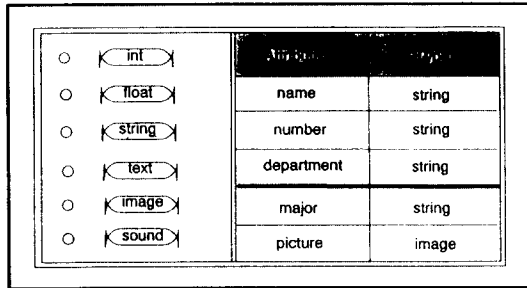 int
float
string
text
image
sound
name string
number string
department string
major string
picture image